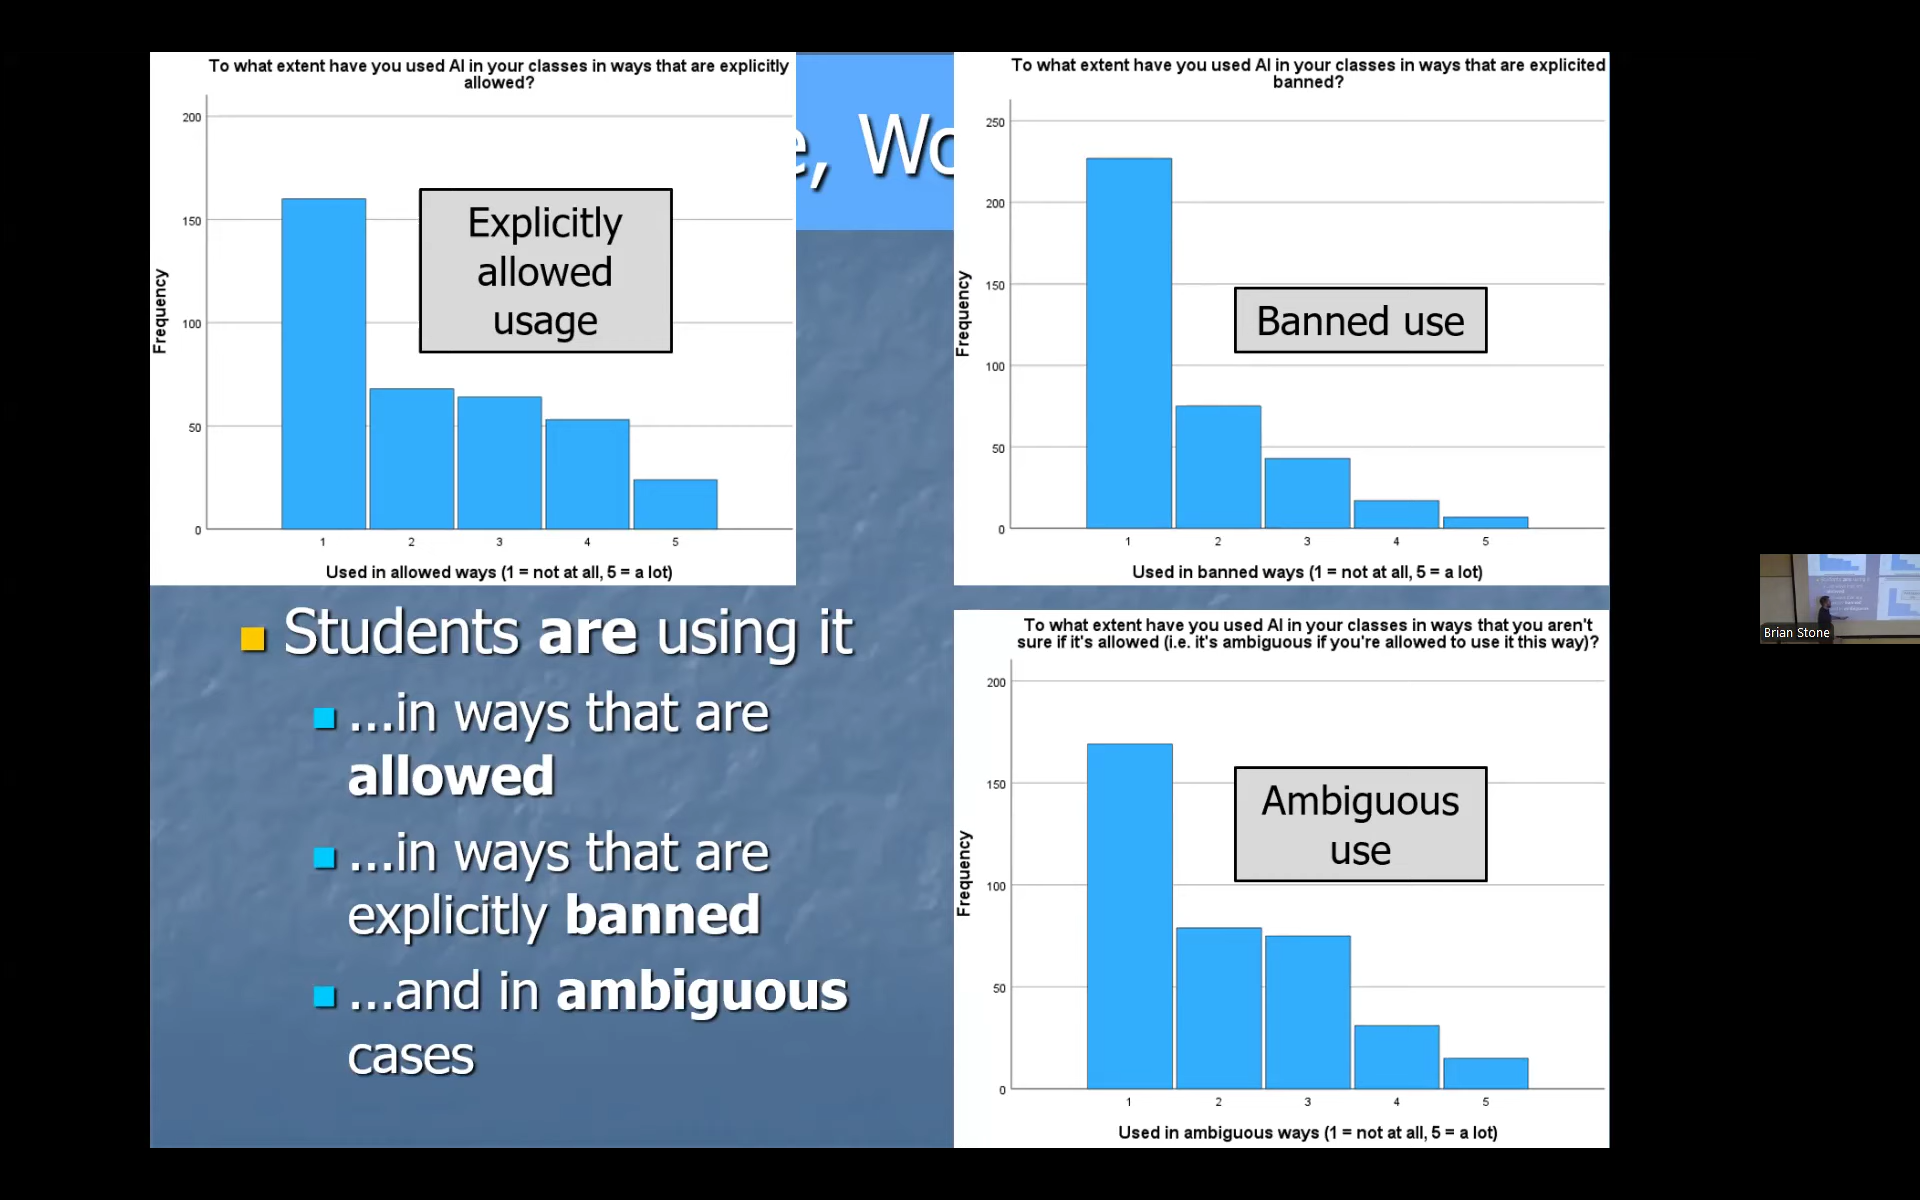 To what extent have you used AI in your classes in ways that are explicitly
allowed?
200
150
100
50
0
Frequency
Explicitly
allowed
usage
1 2 3 4 5
Used in allowed ways (1 = not at all, 5 = a lot)
e, Wo
To what extent have you used AI in your classes in ways that are explicited
banned?
250
200
150
100
50
0
Frequency
Banned use
1 2 3 4 5
Used in banned ways (1 = not at all, 5 = a lot)
Students are using it
...in ways that are
allowed
...in ways that are
explicitly banned
...and in ambiguous
cases
To what extent have you used AI in your classes in ways that you aren't
sure if it's allowed (i.e. it's ambiguous if you're allowed to use it this way)?
200
150
100
50
0
Frequency
Ambiguous
use
1 2 3 4 5
Used in ambiguous ways (1 = not at all, 5 = a lot)
Brian Stone